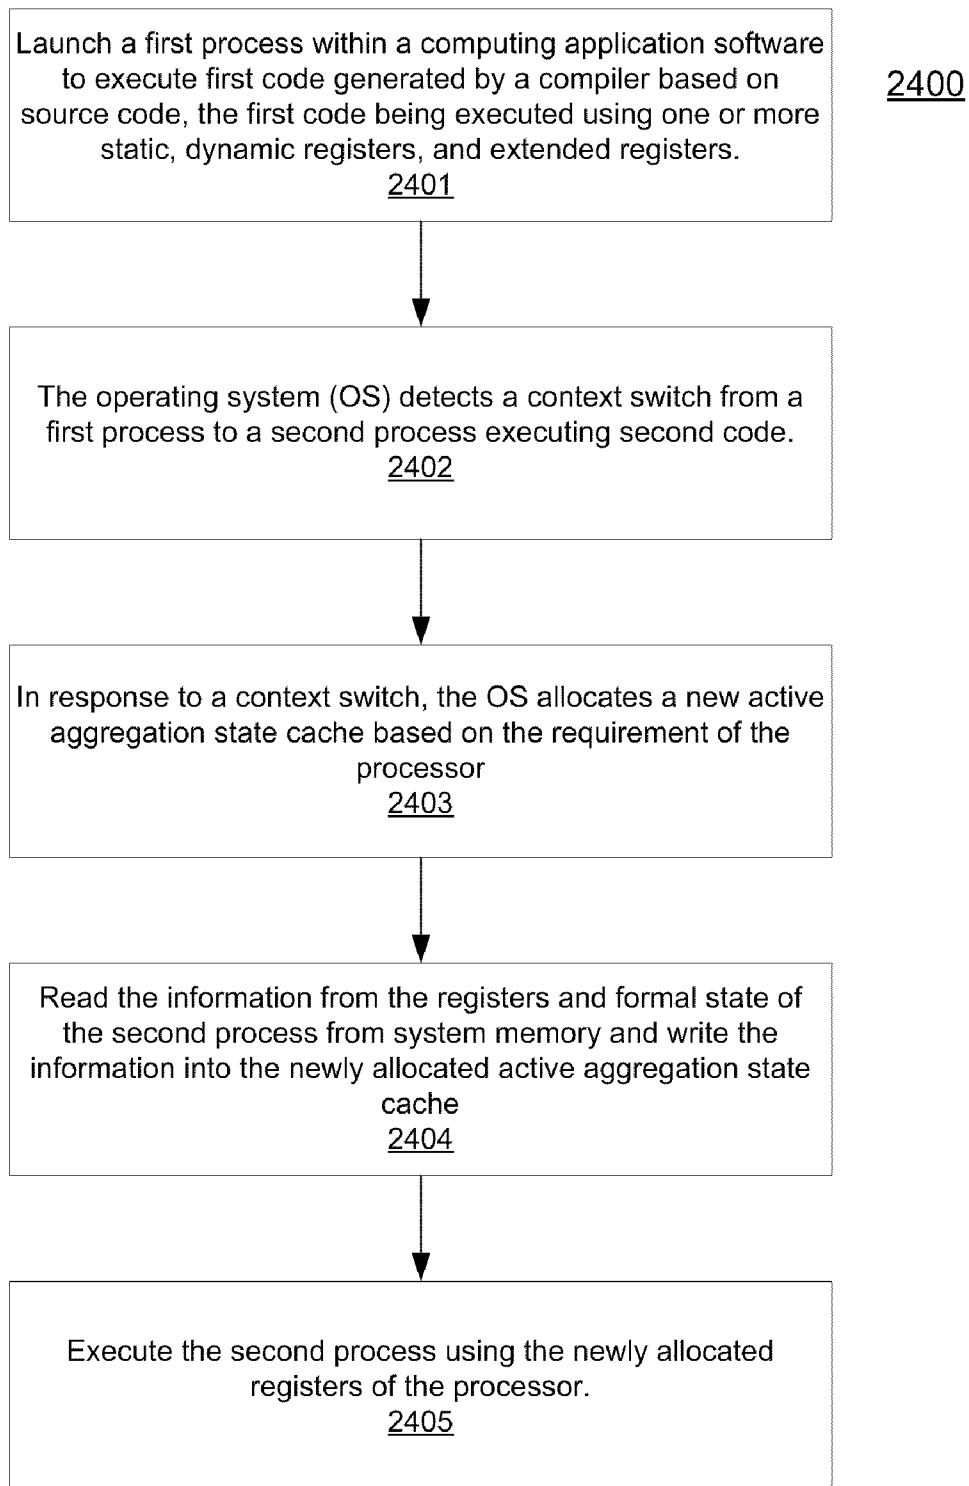 Launch a first process within a computing application software
to execute first code generated by a compiler based on
source code, the first code being executed using one or more
static, dynamic registers, and extended registers.
2401
2400
The operating system (OS) detects a context switch from a
first process to a second process executing second code.
2402
In response to a context switch, the OS allocates a new active
aggregation state cache based on the requirement of the
processor
2403
Read the information from the registers and formal state of
the second process from system memory and write the
information into the newly allocated active aggregation state
cache
2404
Execute the second process using the newly allocated
registers of the processor.
2405